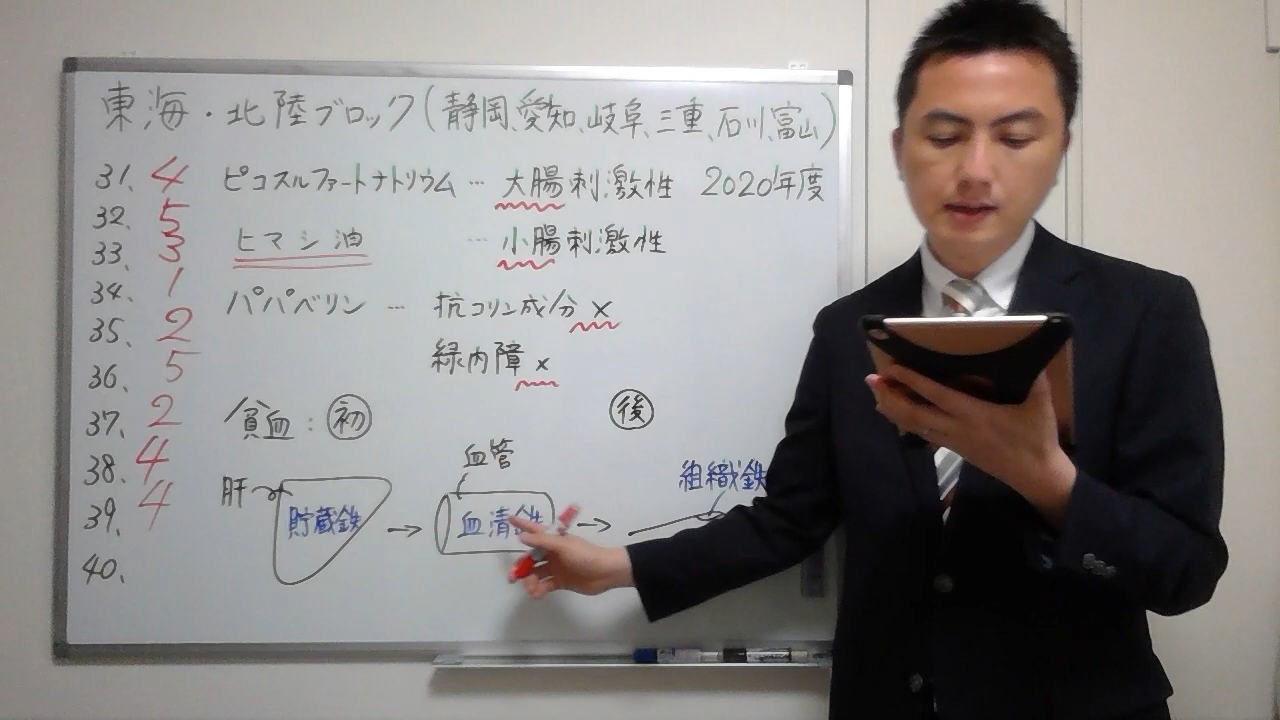 東海・北陸ブロック(静岡、愛知、岐阜、三重、石川、富山)
31. 4 ピコスルファートナトリウム … 大腸刺激性 2020年度
32. 5
33. 3 ヒマシ油 … 小腸刺激性
34. 1 パパベリン … 抗コリン成分 ×
35. 2
36. 5 緑内障 ×
37. 2 貧血 : 初 後
38. 4 血管
39. 4 肝 貯蔵鉄 → 血清鉄 → 組織鉄
40.